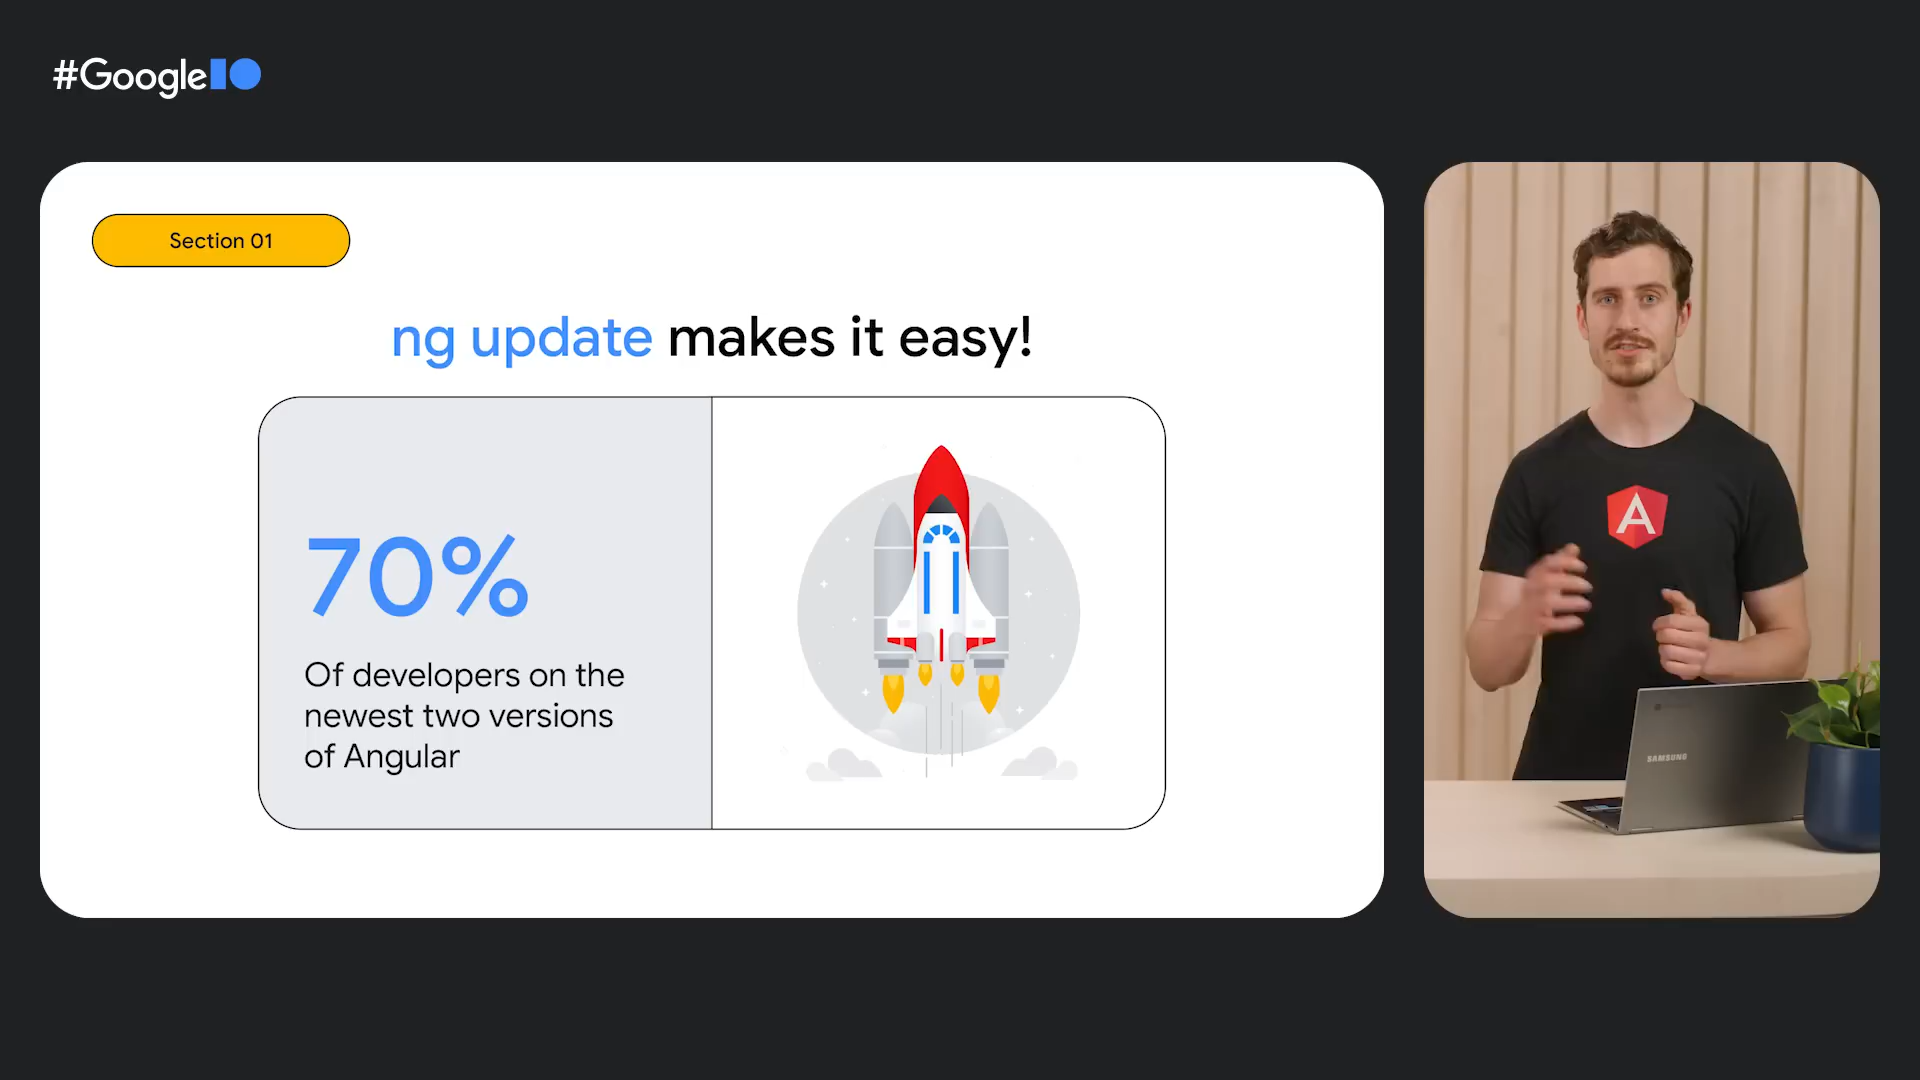 #GoogleIO
Section 01
ng update makes it easy!
70%
Of developers on the
newest two versions
of Angular
A
SAMSUNG